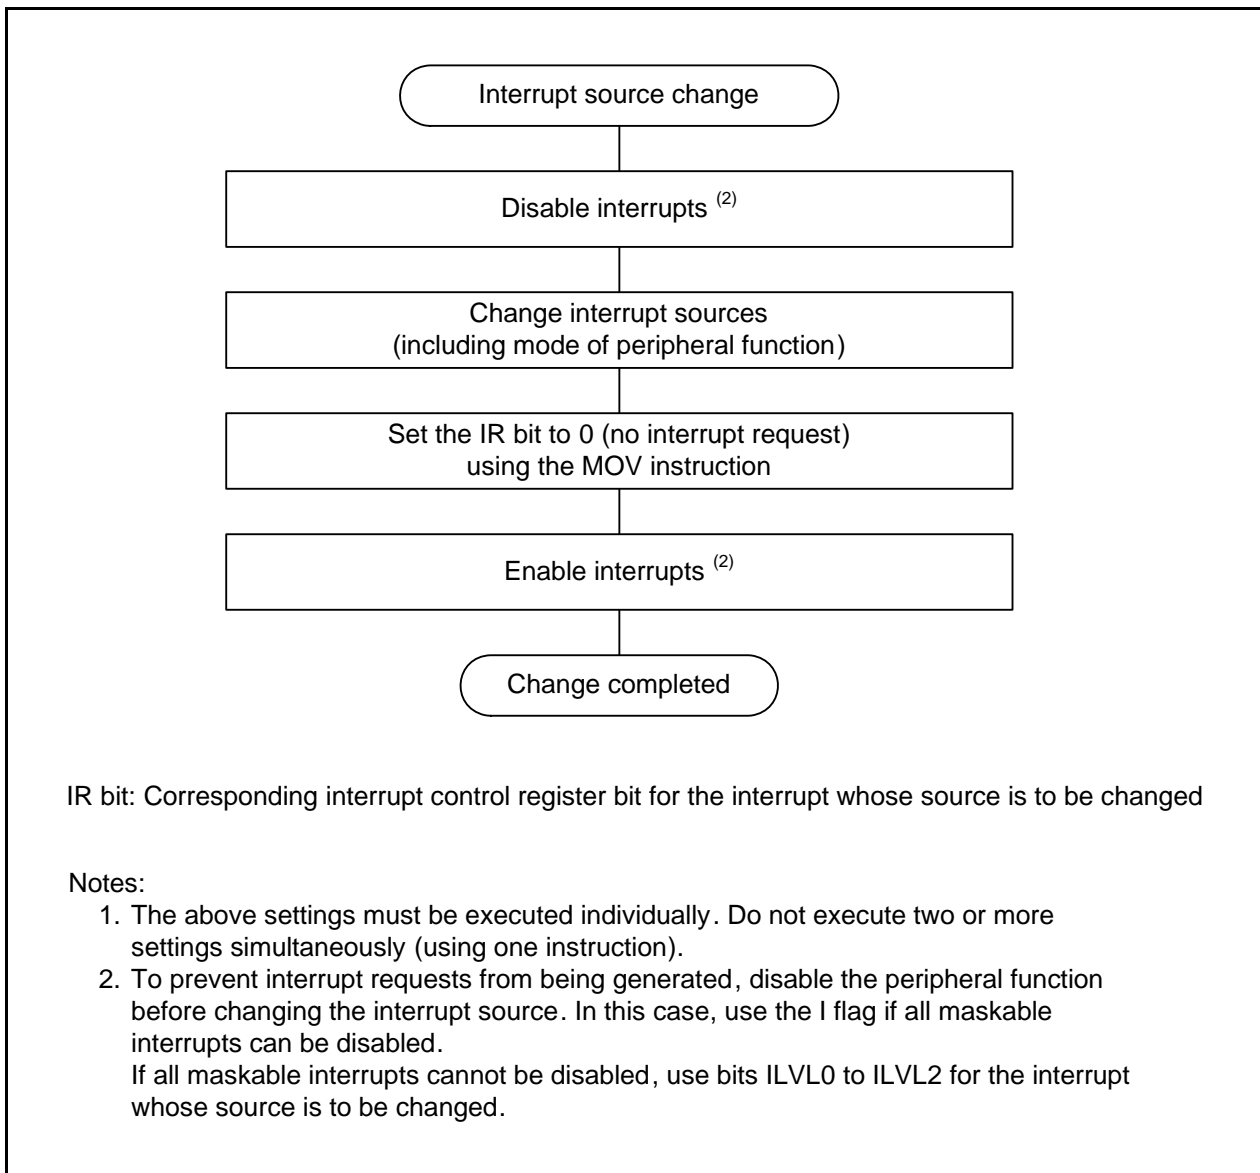 Interrupt source change
Disable interrupts (2)
Change interrupt sources
(including mode of peripheral function)
Set the IR bit to 0 (no interrupt request)
using the MOV instruction
Enable interrupts (2)
Change completed
IR bit: Corresponding interrupt control register bit for the interrupt whose source is to be changed
Notes:
1. The above settings must be executed individually. Do not execute two or more
settings simultaneously (using one instruction).
2. To prevent interrupt requests from being generated, disable the peripheral function
before changing the interrupt source. In this case, use the I flag if all maskable
interrupts can be disabled.
If all maskable interrupts cannot be disabled, use bits ILVL0 to ILVL2 for the interrupt
whose source is to be changed.